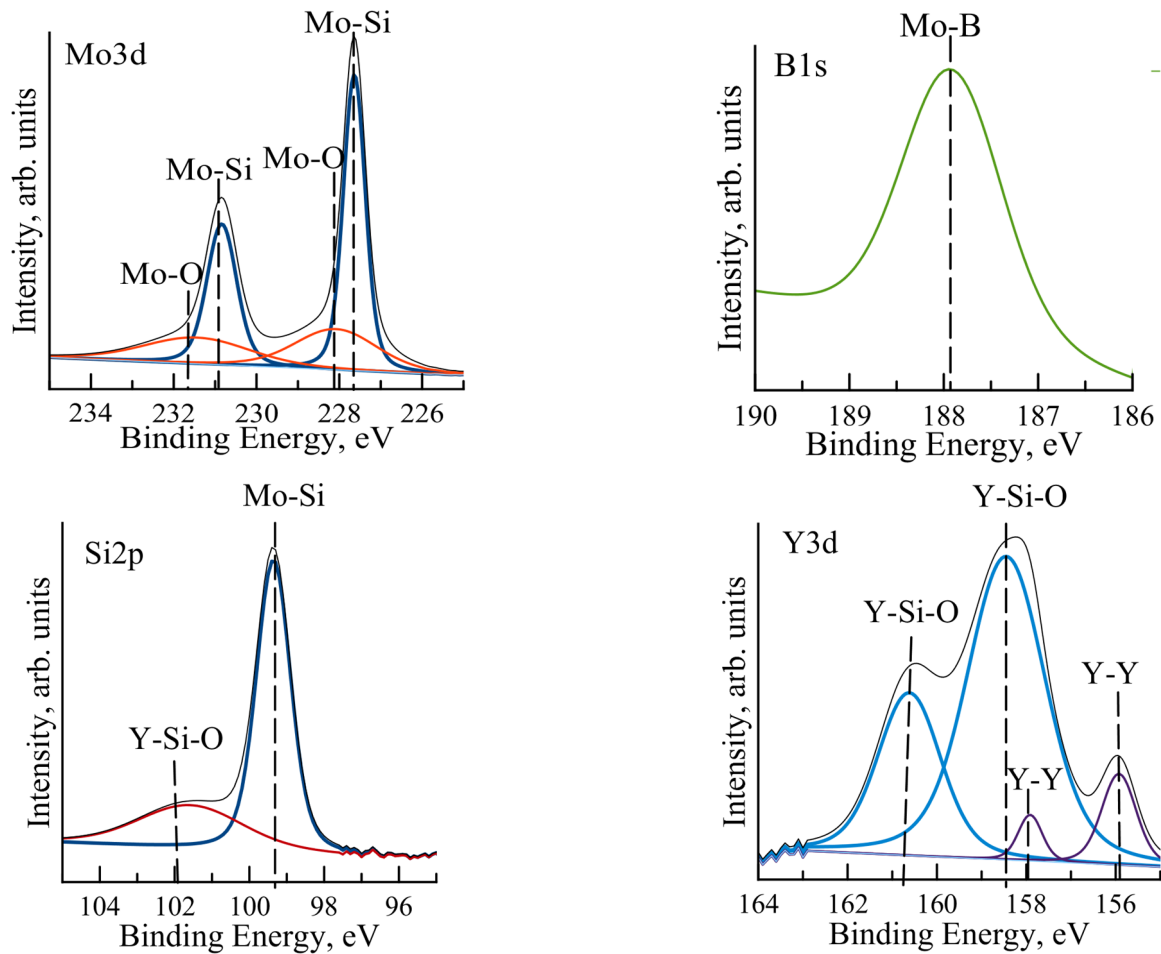 Mo-Si
Mo3d
Mo-O
Mo-Si
Mo-O
Intensity, arb. units
234 232 230 228 226
Binding Energy, eV
Mo-B
B1s
Intensity, arb. units
190 189 188 187 186
Binding Energy, eV
Mo-Si
Si2p
Y-Si-O
Intensity, arb. units
104 102 100 98 96
Binding Energy, eV
Y-Si-O
Y3d
Y-Si-O
Y-Y
Y-Y
Intensity, arb. units
164 162 160 158 156
Binding Energy, eV